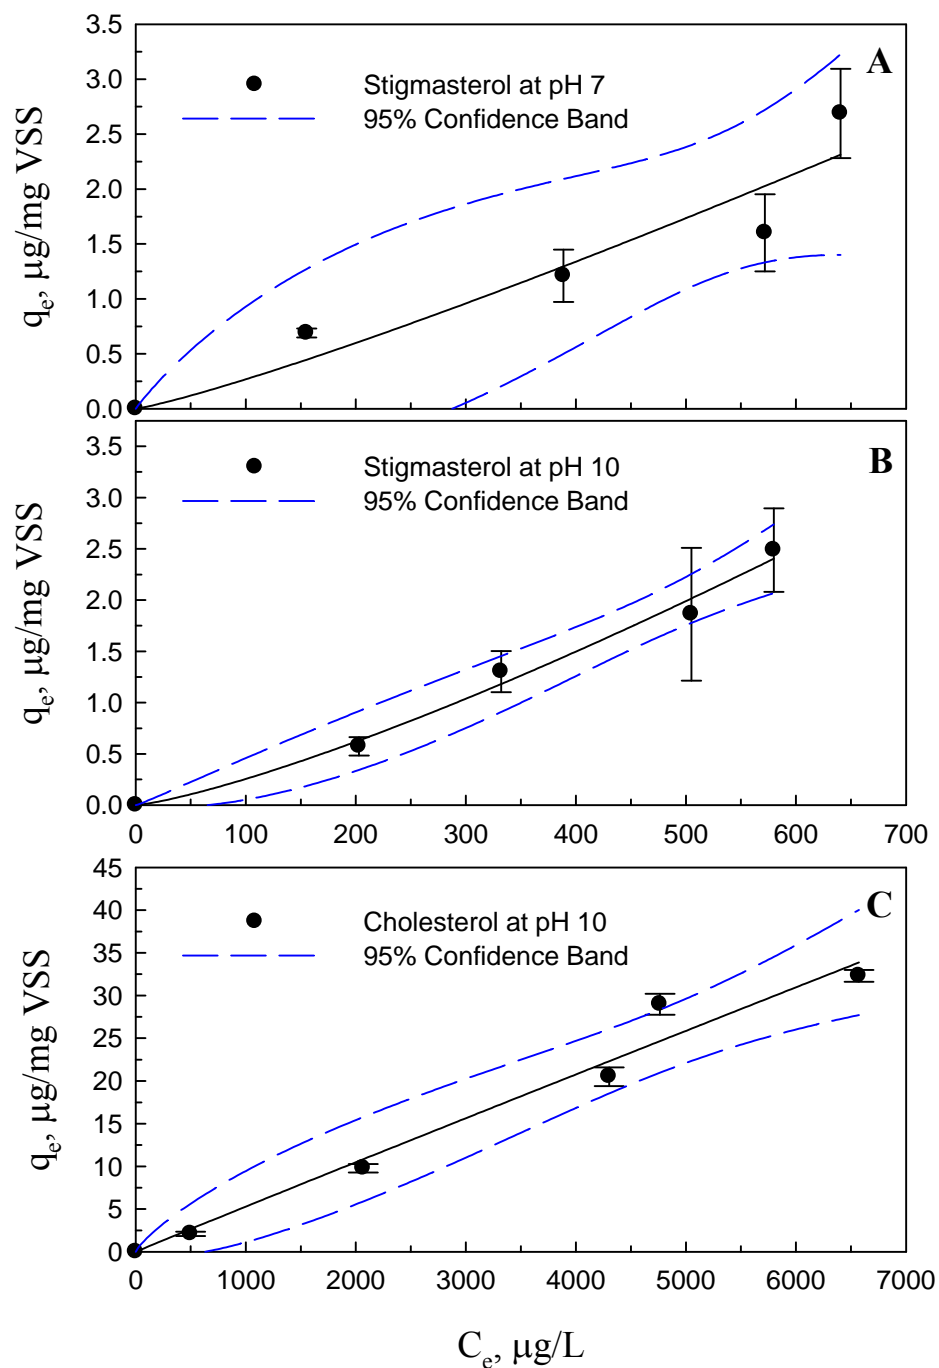 3.5
A
3.0
Stigmasterol at pH 7
95% Confidence Band
2.5
2.0
1.5
1.0
0.5
0.0
qₑ, µg/mg VSS
3.5
B
3.0
Stigmasterol at pH 10
95% Confidence Band
2.5
2.0
1.5
1.0
0.5
0.0
qₑ, µg/mg VSS
0 100 200 300 400 500 600 700
45
C
40
Cholesterol at pH 10
95% Confidence Band
35
30
25
20
15
10
5
0
qₑ, µg/mg VSS
0 1000 2000 3000 4000 5000 6000 7000
Cₑ, µg/L